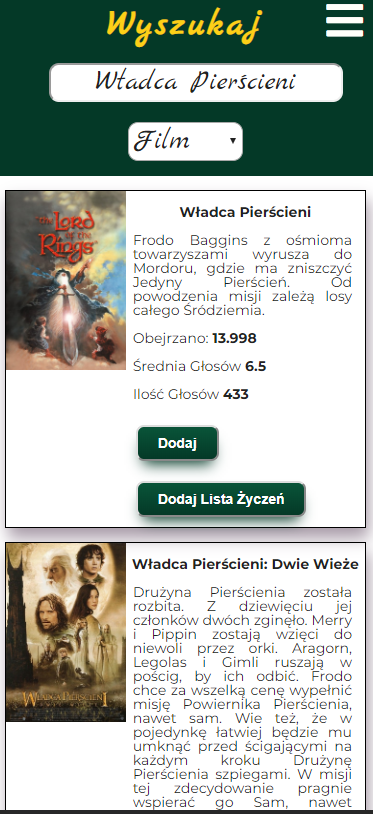 Wyszukaj
Władca Pierścieni
Film
The
Lord
of the
Rings
Władca Pierścieni
Frodo Baggins z ośmioma
towarzyszami wyrusza do
Mordoru, gdzie ma zniszczyć
Jedyny Pierścień. Od
powodzenia misji zależą losy
całego Śródziemia.
Obejrzano: 13.998
Średnia Głosów 6.5
Ilość Głosów 433
Dodaj
Dodaj Lista Życzeń
Władca Pierścieni
Władca Pierścieni: Dwie Wieże
Drużyna Pierścienia została
rozbita. Z dziewięciu jej
członków dwóch zginęło. Merry
i Pippin zostają wzięci do
niewoli przez orki. Aragorn,
Legolas i Gimli ruszają w
pościg, by ich odbić. Frodo
chce za wszelką cenę wypełnić
misję Powiernika Pierścienia,
nawet sam. Wie też, że w
pojedynkę łatwiej będzie mu
umknąć przed ścigającymi na
każdym kroku Drużynę
Pierścienia szpiegami. W misji
tej zdecydowanie pragnie
wspierać go Sam, nawet